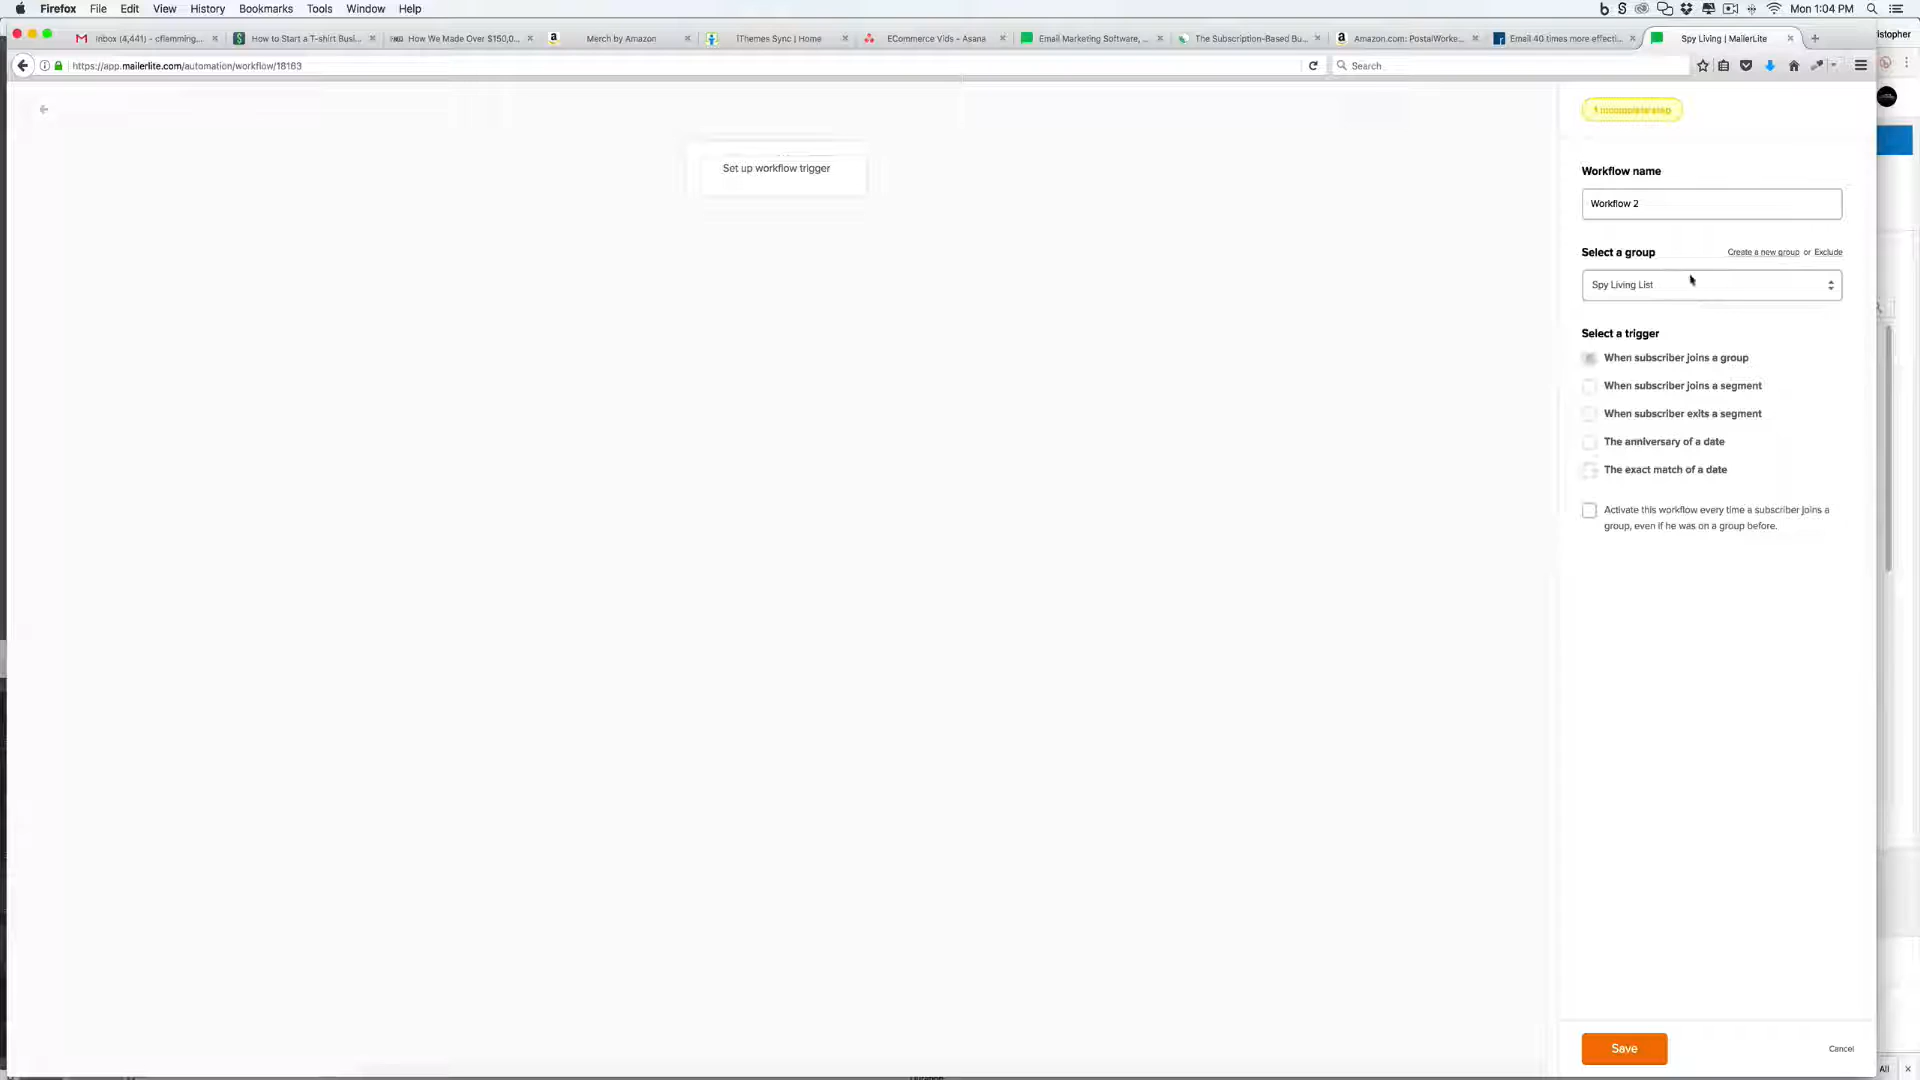 Firefox File Edit View History Bookmarks Tools Window Help Mon 1:04 PM
Inbox (4,441) - cflemming,... How to Start a T-shirt Busi... How We Made Over $150,0... Merch by Amazon iThemes Sync | Home ECommerce Vids - Asana Email Marketing Software, ... The Subscription-Based Bu... Amazon.com: PostalWorke... Email 40 times more effecti... Spy Living | MailerLite
istopher
https://app.mailerlite.com/automation/workflow/18163 Search
1 incomplete step
Set up workflow trigger
Workflow name
Workflow 2
Select a group Create a new group or Exclude
Spy Living List
Select a trigger
When subscriber joins a group
When subscriber joins a segment
When subscriber exits a segment
The anniversary of a date
The exact match of a date
Activate this workflow every time a subscriber joins a
group, even if he was on a group before.
Save Cancel
All